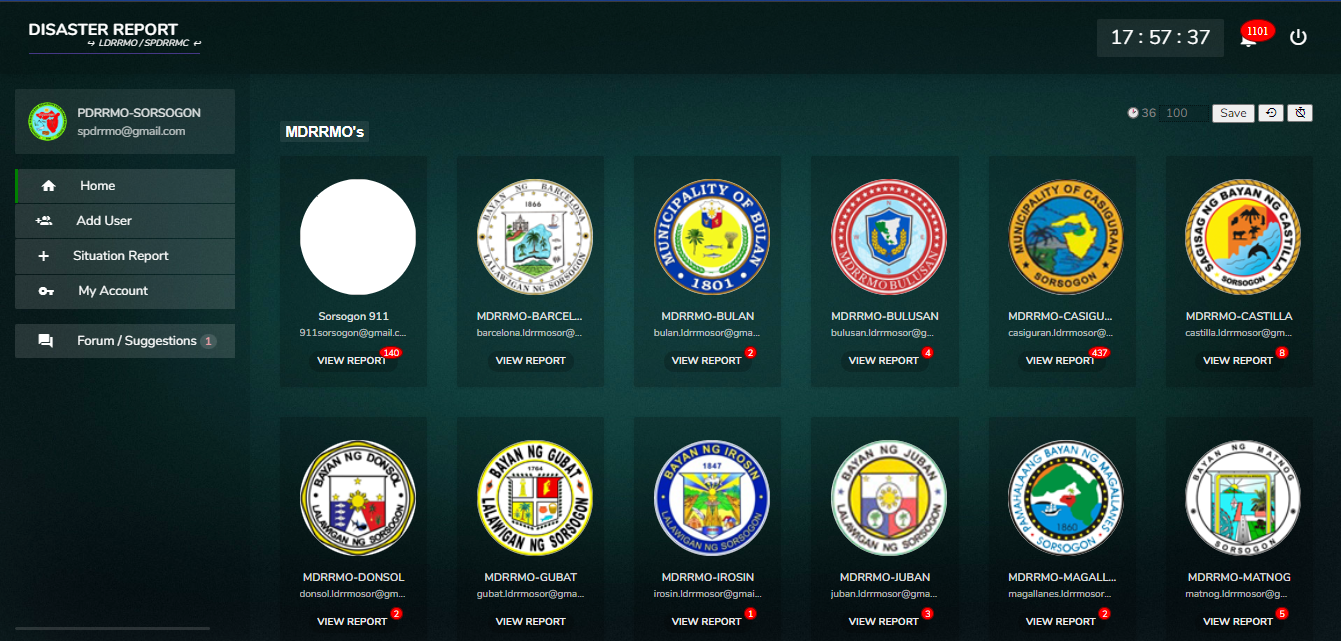 DISASTER REPORT
LDRRMO / SPDRRMC
17 : 57 : 37
1101
PDRRMO-SORSOGON
spdrrmo@gmail.com
Home
Add User
Situation Report
My Account
Forum / Suggestions 1
36 100 Save
MDRRMO's
BAYAN NG BARCELONA
1866
LALAWIGAN NG SORSOGON
MUNICIPALITY OF BULAN
1801
MDRRMO BULUSAN
MUNICIPALITY OF CASIGURAN
SORSOGON
SAGISAG NG BAYAN NG CASTILLA
Sorsogon 911
911sorsogon@gmail.c...
VIEW REPORT 140
MDRRMO-BARCEL...
barcelona.ldrrmosor@...
VIEW REPORT
MDRRMO-BULAN
bulan.ldrrmosor@gma...
VIEW REPORT 2
MDRRMO-BULUSAN
bulusan.ldrrmosor@g...
VIEW REPORT 4
MDRRMO-CASIGU...
casiguran.ldrrmosor@...
VIEW REPORT 437
MDRRMO-CASTILLA
castilla.ldrrmosor@gm...
VIEW REPORT 8
BAYAN NG DONSOL
LALAWIGAN NG SORSOGON
BAYAN NG GUBAT
1764
LALAWIGAN NG SORSOGON
BAYAN NG IROSIN
1847
LALAWIGAN NG SORSOGON
BAYAN NG JUBAN
LALAWIGAN NG SORSOGON
PAMAHALAANG BAYAN NG MAGALLANES
1860
SORSOGON
BAYAN NG MATNOG
SORSOGON
MDRRMO-DONSOL
donsol.ldrrmosor@gm...
VIEW REPORT 2
MDRRMO-GUBAT
gubat.ldrrmosor@gma...
VIEW REPORT
MDRRMO-IROSIN
irosin.ldrrmosor@gmai...
VIEW REPORT 1
MDRRMO-JUBAN
juban.ldrrmosor@gma...
VIEW REPORT 3
MDRRMO-MAGALL...
magallanes.ldrrmosor...
VIEW REPORT 2
MDRRMO-MATNOG
matnog.ldrrmosor@g...
VIEW REPORT 5